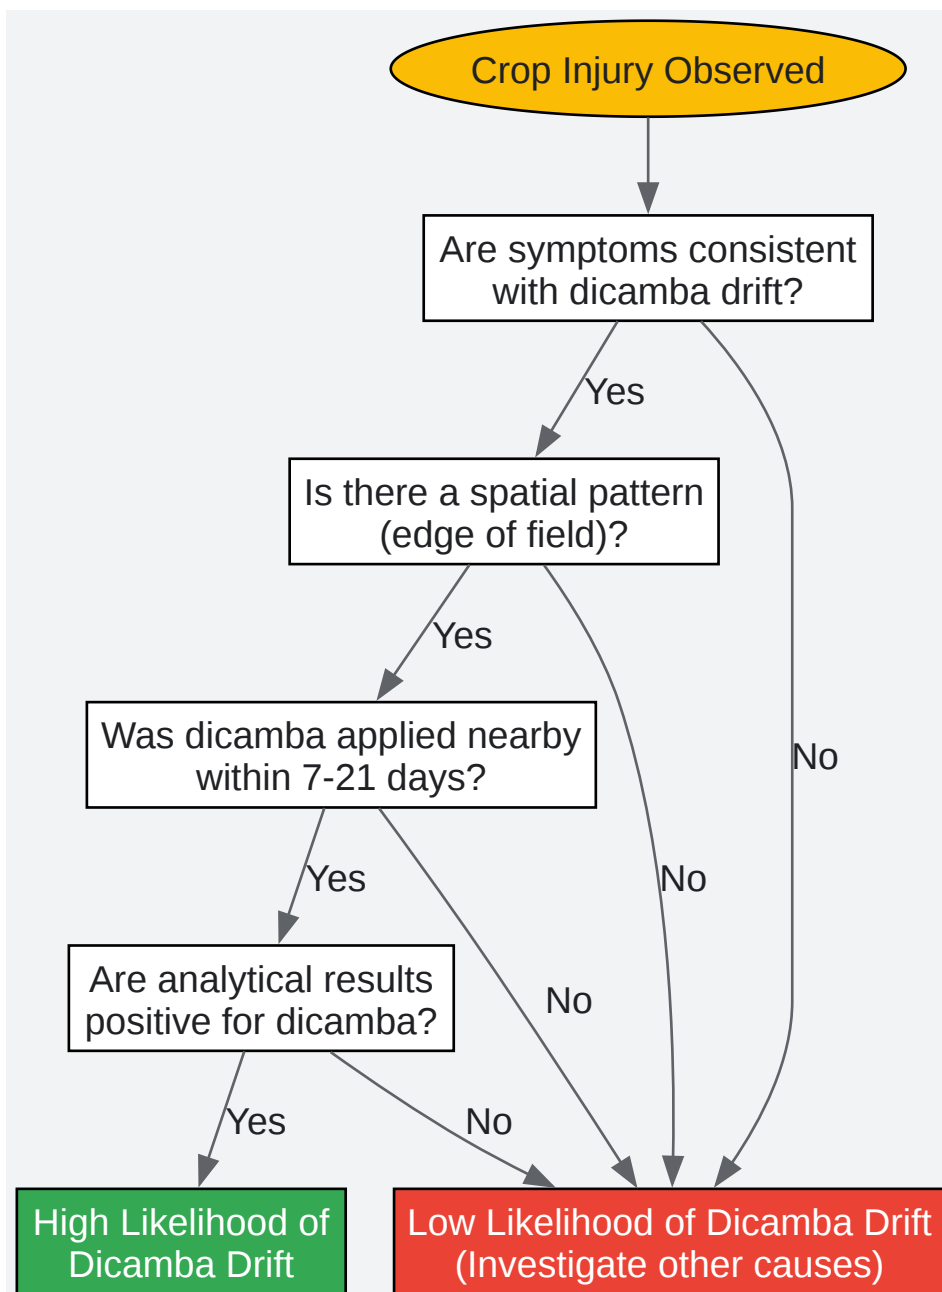 Crop Injury Observed
Are symptoms consistent
with dicamba drift?
Yes
Is there a spatial pattern
(edge of field)?
Yes
Was dicamba applied nearby
within 7-21 days?
No
Yes
No
Are analytical results
positive for dicamba?
No
Yes
No
High Likelihood of
Dicamba Drift
Low Likelihood of Dicamba Drift
(Investigate other causes)